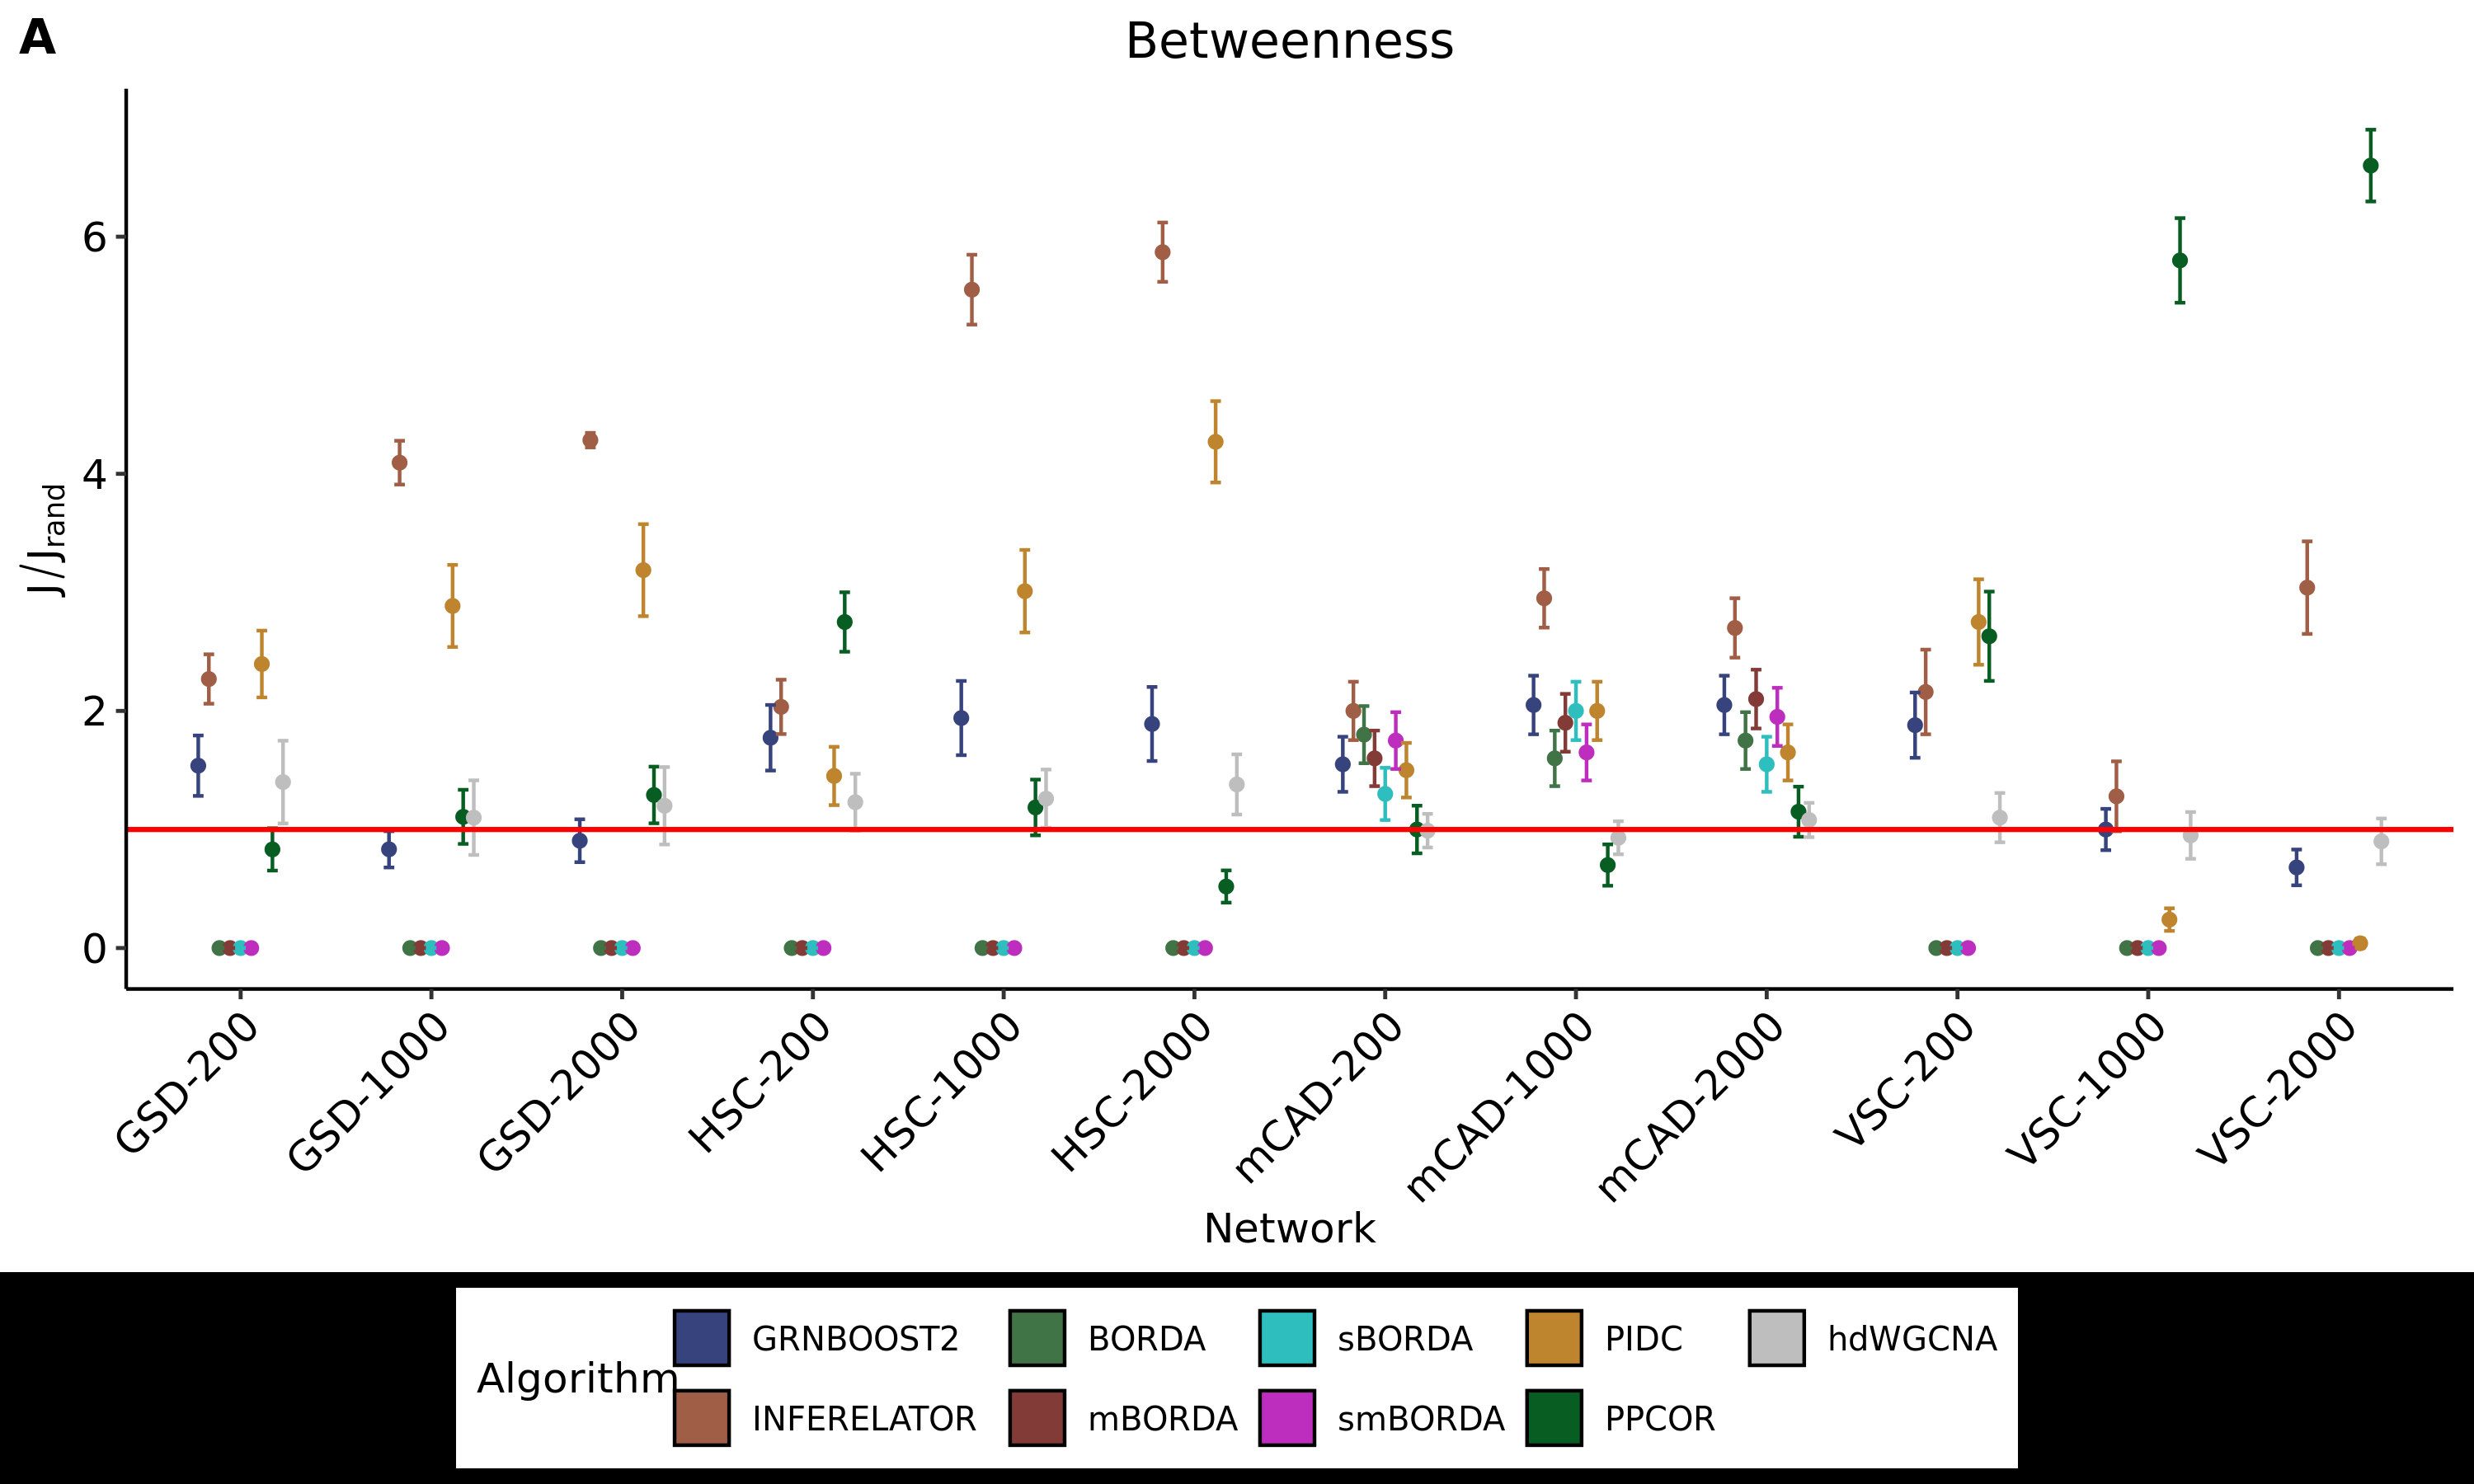 A
Betweenness
J/Jrand
6
4
2
0
GSD-200
GSD-1000
GSD-2000
HSC-200
HSC-1000
HSC-2000
mCAD-200
mCAD-1000
mCAD-2000
VSC-200
VSC-1000
VSC-2000
Network
Algorithm
GRNBOOST2
BORDA
sBORDA
PIDC
hdWGCNA
INFERELATOR
mBORDA
smBORDA
PPCOR